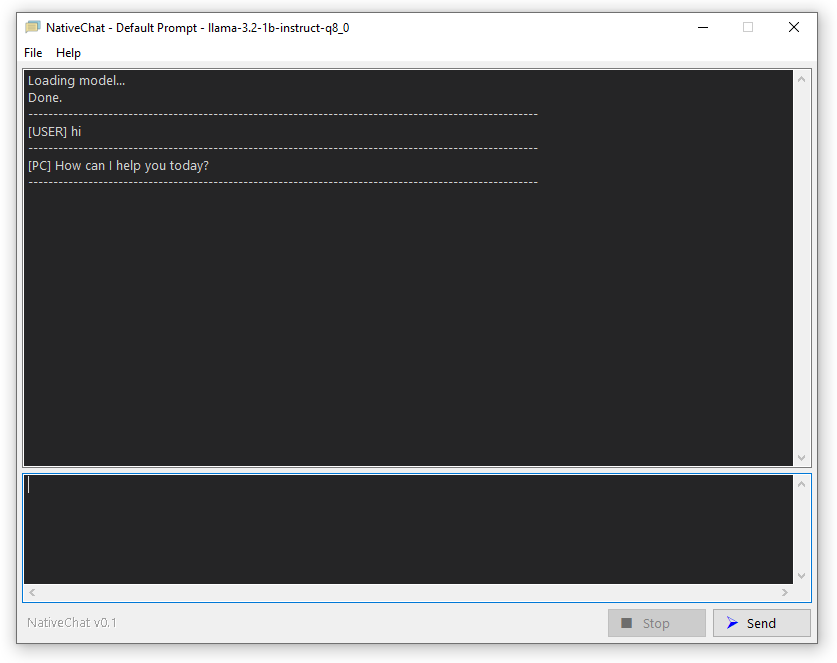 NativeChat - Default Prompt - llama-3.2-1b-instruct-q8_0
File Help
Loading model...
Done.
------------------------------------------------------------------------------------------------------
[USER] hi
------------------------------------------------------------------------------------------------------
[PC] How can I help you today?
------------------------------------------------------------------------------------------------------
NativeChat v0.1
Stop
Send